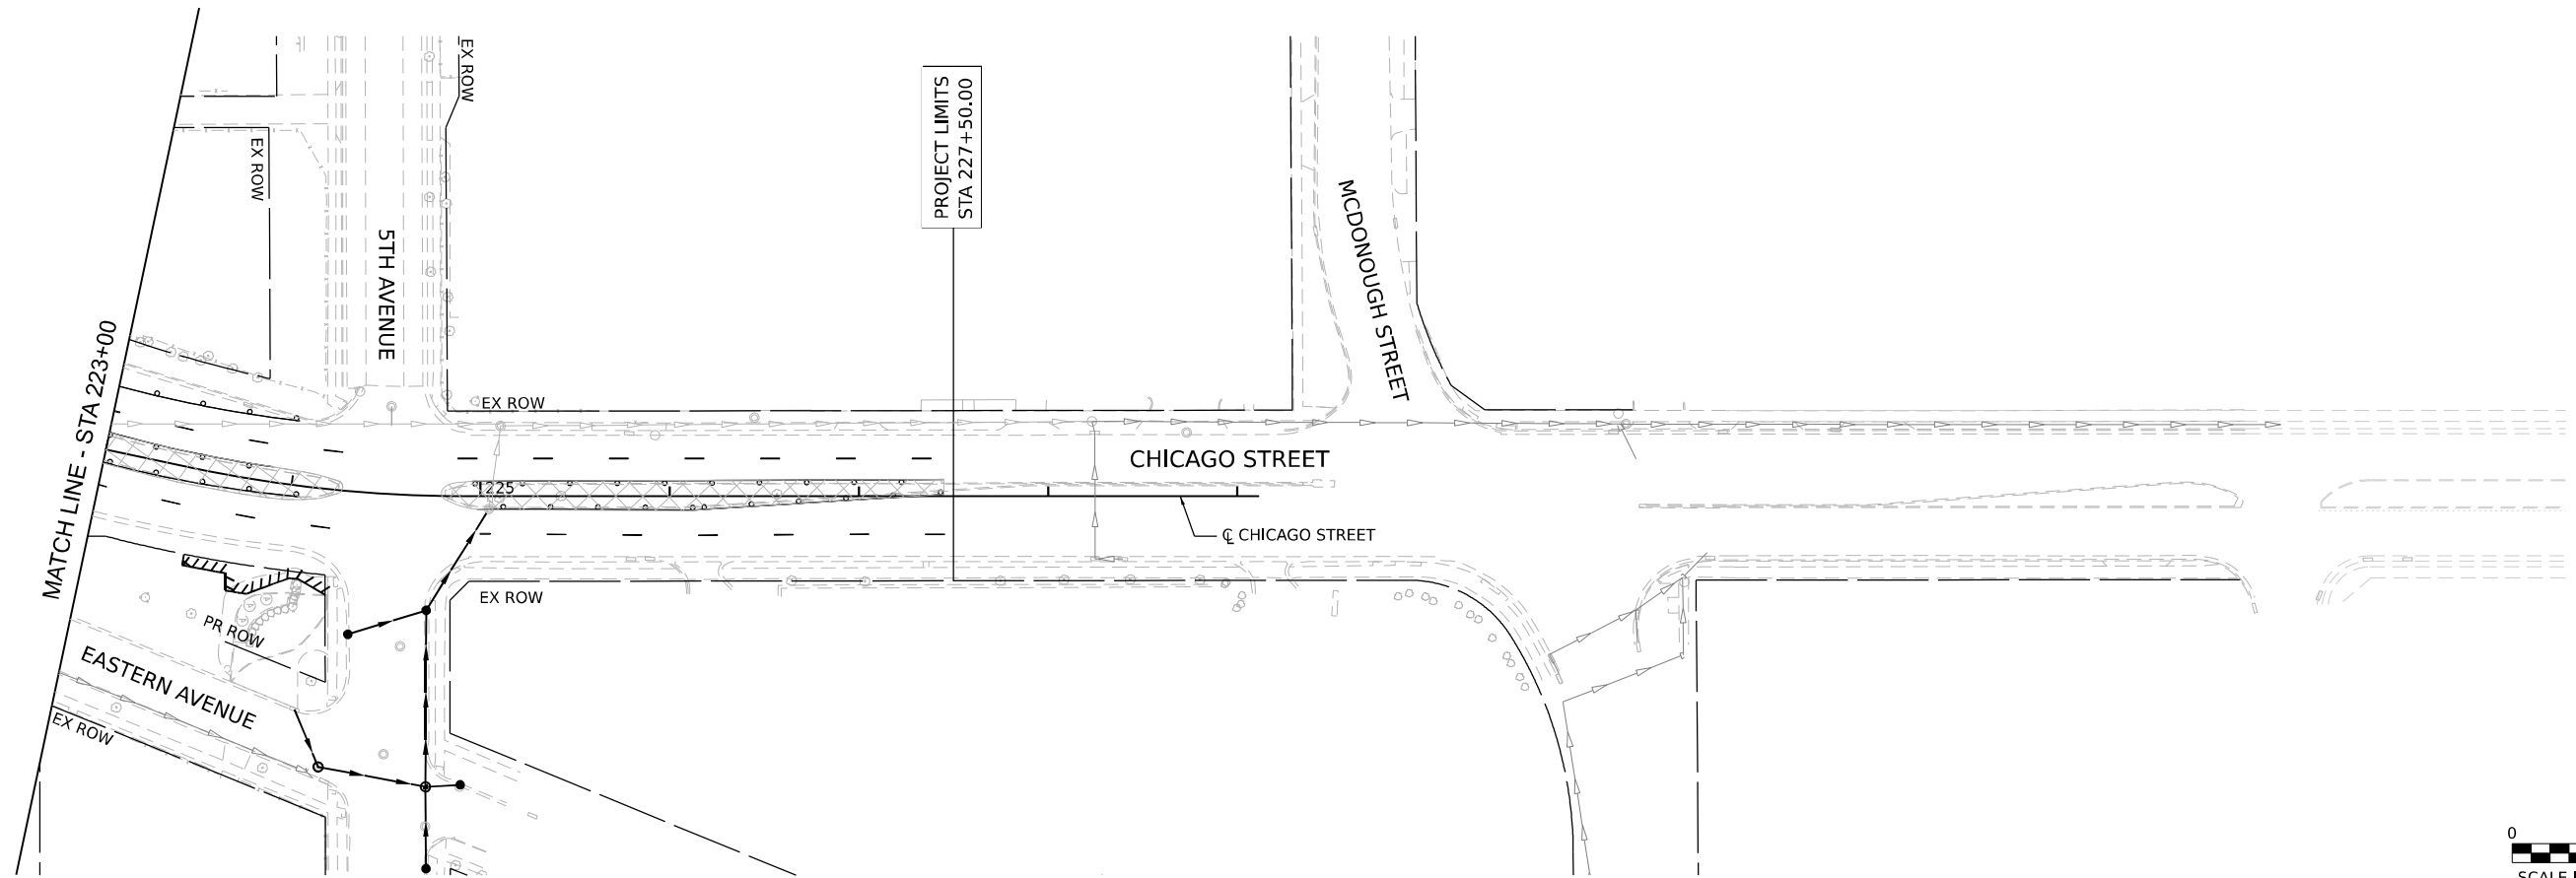 EX ROW
EX ROW
5TH AVENUE
PROJECT LIMITS
STA 227+50.00
MCDONOUGH STREET
MATCH LINE - STA 223+00
EX ROW
CHICAGO STREET
225
℄ CHICAGO STREET
EX ROW
PR ROW
EASTERN AVENUE
EX ROW
0